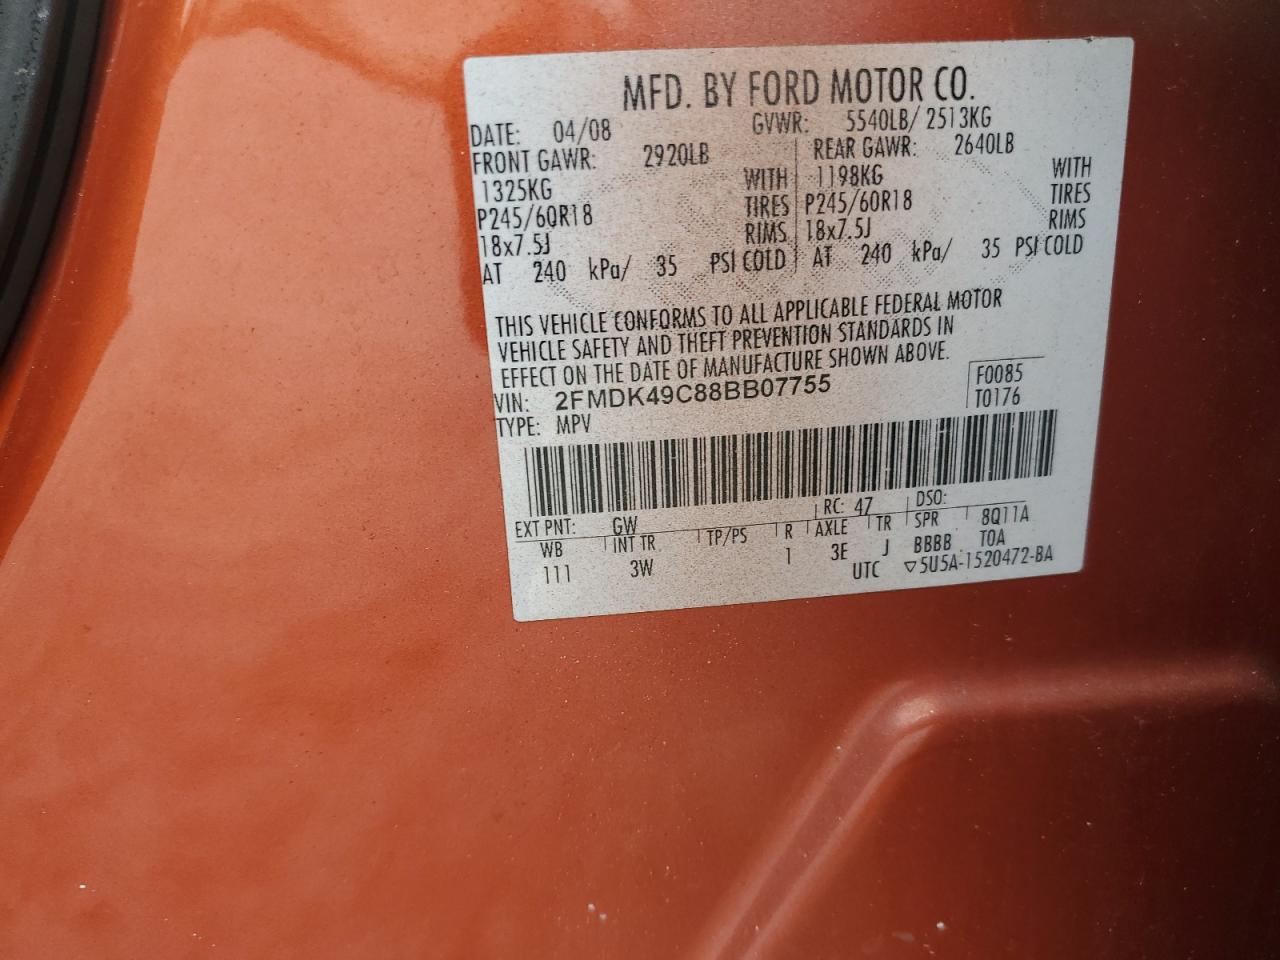 MFD. BY FORD MOTOR CO.
DATE: 04/08 GVWR: 5540LB/ 2513KG
FRONT GAWR: 2920LB REAR GAWR: 2640LB
1325KG WITH 1198KG WITH
P245/60R18 TIRES P245/60R18 TIRES
18x7.5J RIMS 18x7.5J RIMS
AT 240 kPa/ 35 PSI COLD AT 240 kPa/ 35 PSI COLD
THIS VEHICLE CONFORMS TO ALL APPLICABLE FEDERAL MOTOR
VEHICLE SAFETY AND THEFT PREVENTION STANDARDS IN
EFFECT ON THE DATE OF MANUFACTURE SHOWN ABOVE.
VIN: 2FMDK49C88BB07755 F0085
TYPE: MPV T0176
EXT PNT: GW RC: 47 DSO:
WB INT TR TP/PS R AXLE TR SPR 8Q11A
111 3W 1 3E J BBBB TOA
UTC ▽5U5A-1520472-BA